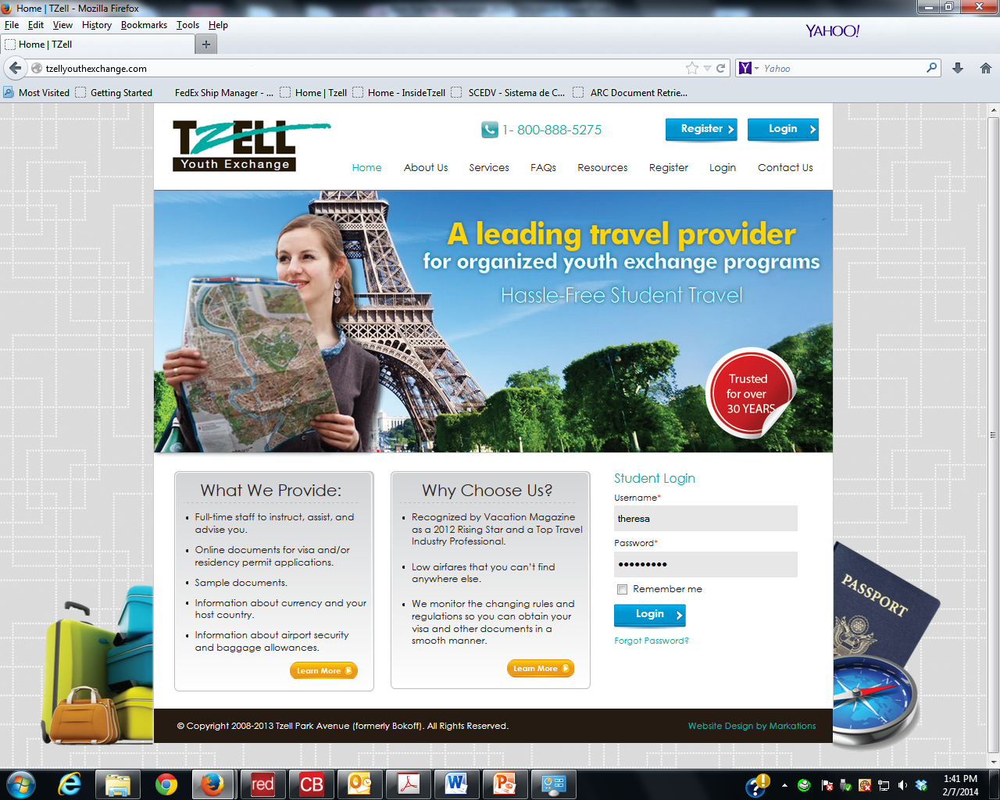 Home | TZell - Mozilla Firefox
File Edit View History Bookmarks Tools Help
YAHOO!
Home | TZell
tzellyouthexchange.com
Yahoo
Most Visited Getting Started FedEx Ship Manager - ... Home | Tzell Home - InsideTzell SCEDV - Sistema de C... ARC Document Retrie...
TZELL
Youth Exchange
1- 800-888-5275
Register
Login
Home About Us Services FAQs Resources Register Login Contact Us
A leading travel provider
for organized youth exchange programs
Hassle-Free Student Travel
Trusted
for over
30 YEARS
What We Provide:
Full-time staff to instruct, assist, and
advise you.
Online documents for visa and/or
residency permit applications.
Sample documents.
Information about currency and your
host country.
Information about airport security
and baggage allowances.
Learn More
Why Choose Us?
Recognized by Vacation Magazine
as a 2012 Rising Star and a Top Travel
Industry Professional.
Low airfares that you can’t find
anywhere else.
We monitor the changing rules and
regulations so you can obtain your
visa and other documents in a
smooth manner.
Learn More
Student Login
Username*
theresa
Password*
•••••••••
Remember me
Login
Forgot Password?
PASSPORT
© Copyright 2008-2013 Tzell Park Avenue (formerly Bokoff). All Rights Reserved.
Website Design by Markations
red
CB
1:41 PM
2/7/2014